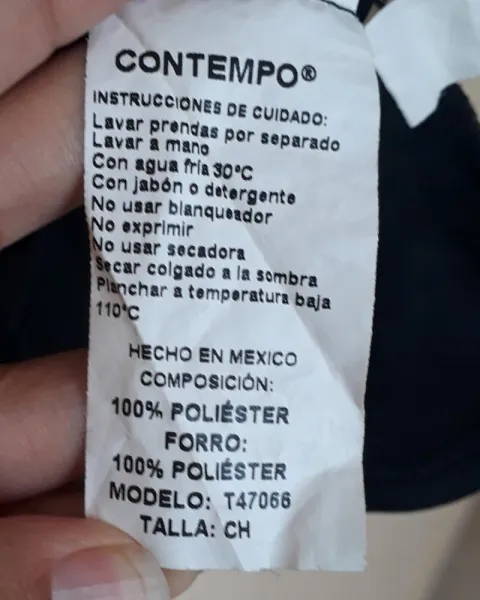 CONTEMPO®
INSTRUCCIONES DE CUIDADO:
Lavar prendas por separado
Lavar a mano
Con agua fría 30°C
Con jabón o detergente
No usar blanqueador
No exprimir
No usar secadora
Secar colgado a la sombra
Planchar a temperatura baja
110°C
HECHO EN MEXICO
COMPOSICIÓN:
100% POLIÉSTER
FORRO:
100% POLIÉSTER
MODELO: T47066
TALLA: CH